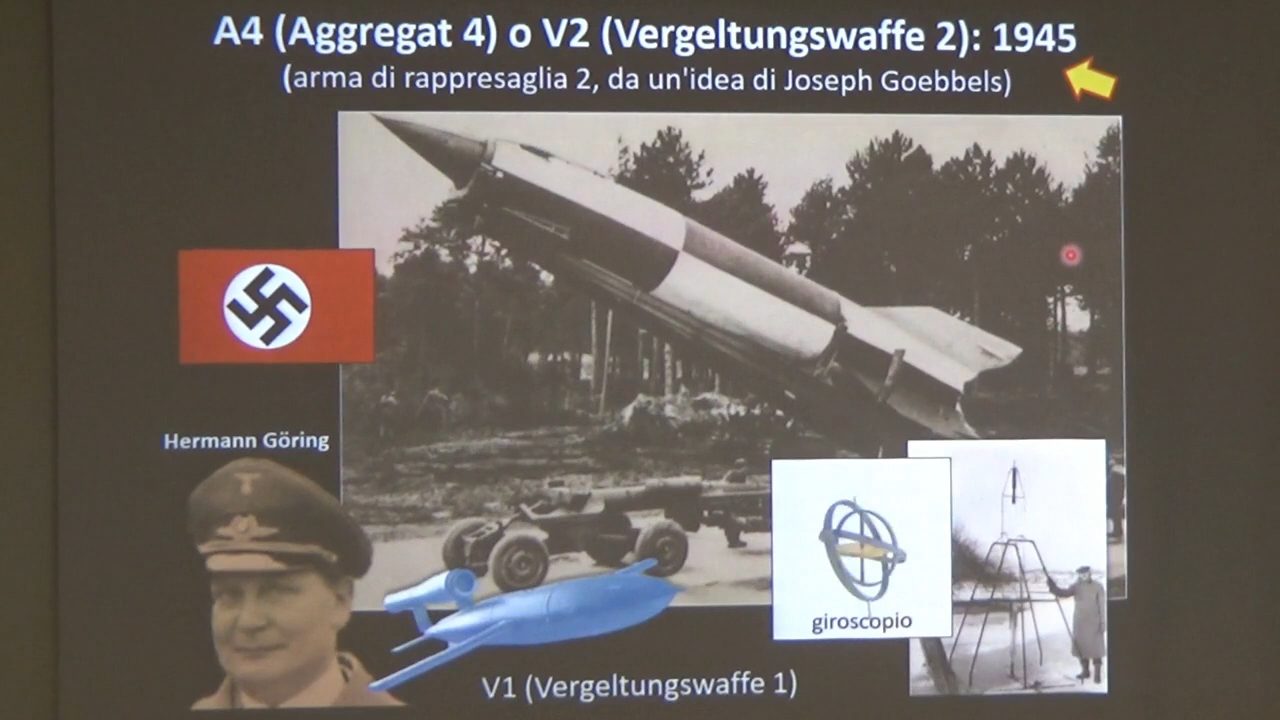 A4 (Aggregat 4) o V2 (Vergeltungswaffe 2): 1945
(arma di rappresaglia 2, da un'idea di Joseph Goebbels)
Hermann Göring
giroscopio
V1 (Vergeltungswaffe 1)